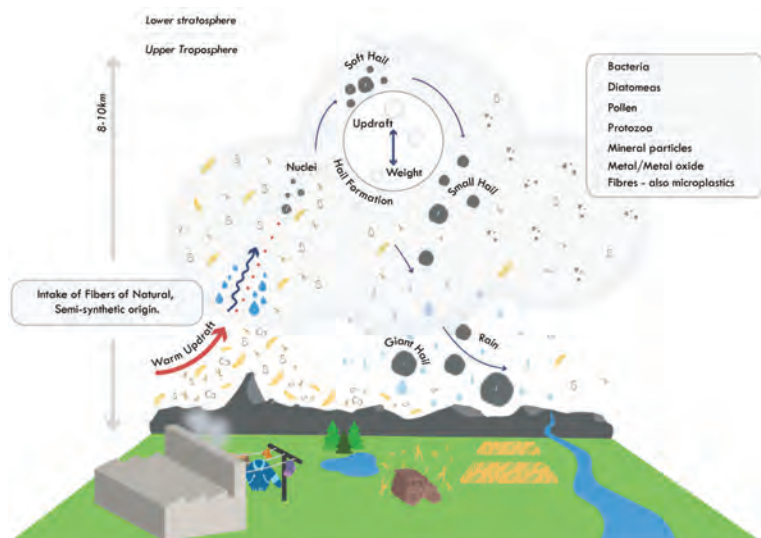 Lower stratosphere
Upper Troposphere
8-10km
Soft Hail
Updraft
Weight
Hail Formation
Nuclei
Small Hail
Bacteria
Diatomeas
Pollen
Protozoa
Mineral particles
Metal/Metal oxide
Fibres - also microplastics
Intake of Fibers of Natural,
Semi-synthetic origin.
Warm Updraft
Giant Hail
Rain